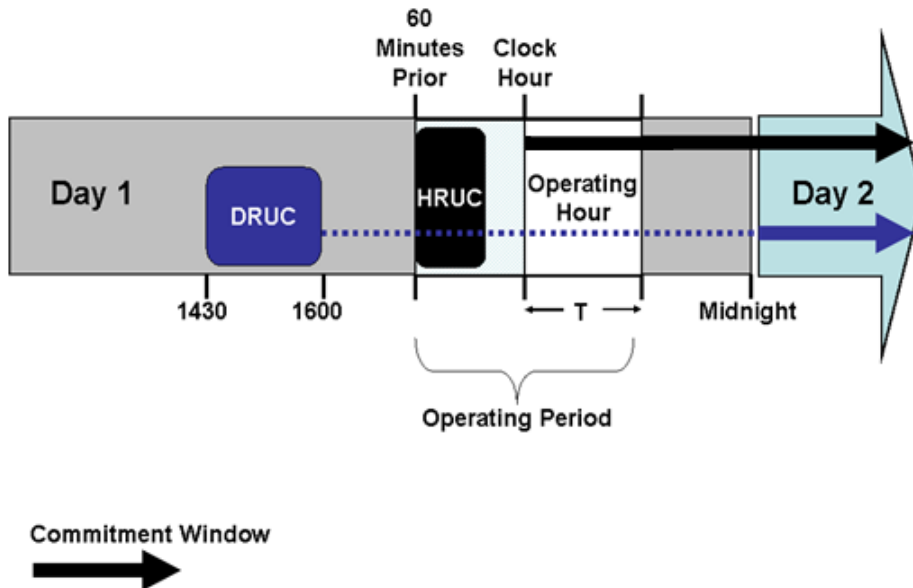 60
Minutes
Prior
Clock
Hour
Day 1
DRUC
HRUC
Operating
Hour
Day 2
1430
1600
T
Midnight
Operating Period
Commitment Window